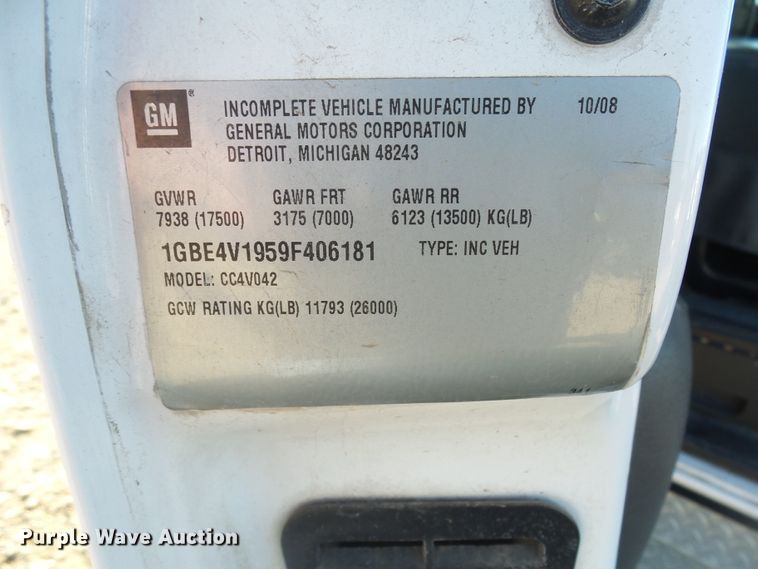 GM ®
INCOMPLETE VEHICLE MANUFACTURED BY 10/08
GENERAL MOTORS CORPORATION
DETROIT, MICHIGAN 48243
GVWR GAWR FRT GAWR RR
7938 (17500) 3175 (7000) 6123 (13500) KG(LB)
1GBE4V1959F406181 TYPE: INC VEH
MODEL: CC4V042
GCW RATING KG(LB) 11793 (26000)
Purple Wave Auction